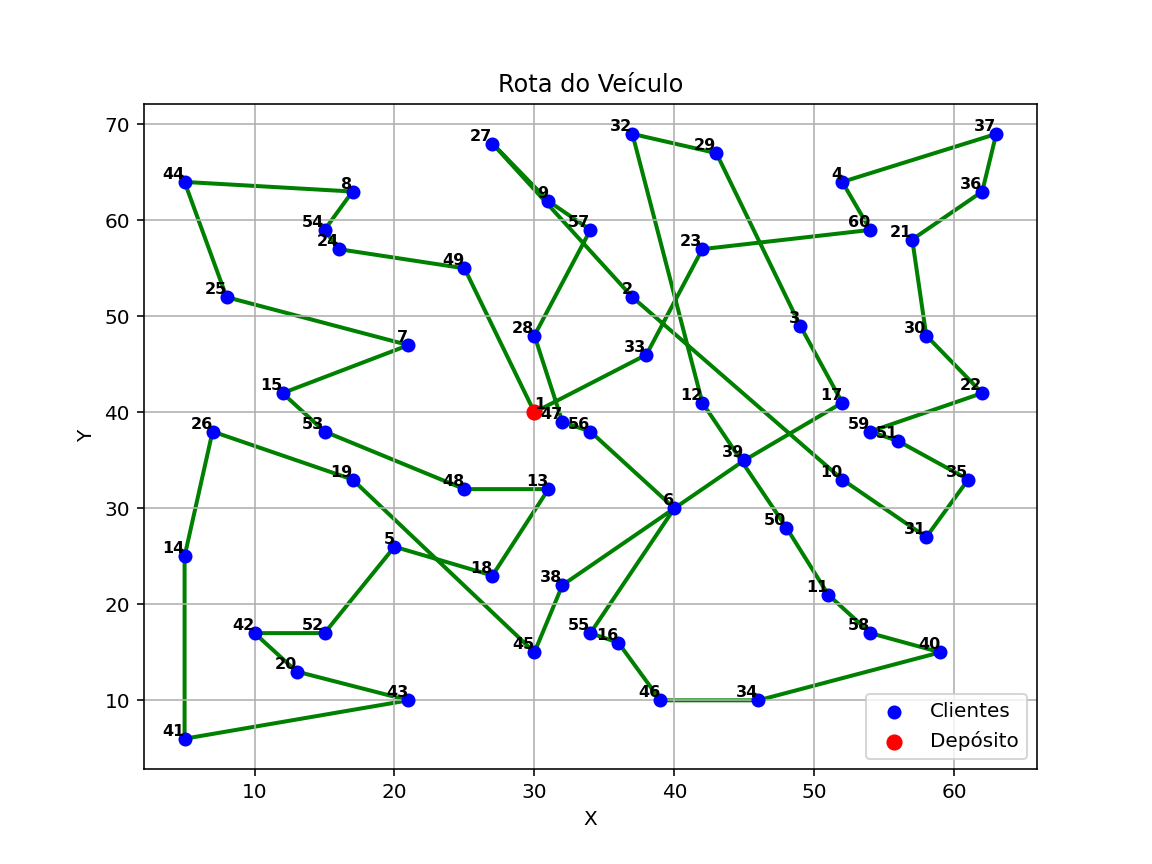 Rota do Veículo
70
60
50
40
30
20
10
Y
10 20 30 40 50 60
X
27 32 29 37
44 8 9 4 36
54 57 60 21
24 49 23
25 2
7 28 33 3 30
15 1 12 17 22
26 53 47 56 59 51
19 48 13 39 10 35
14 5 6 50 31
18 38 11
42 52 55 16 58
20 45 40
43 46 34
41
Clientes
Depósito